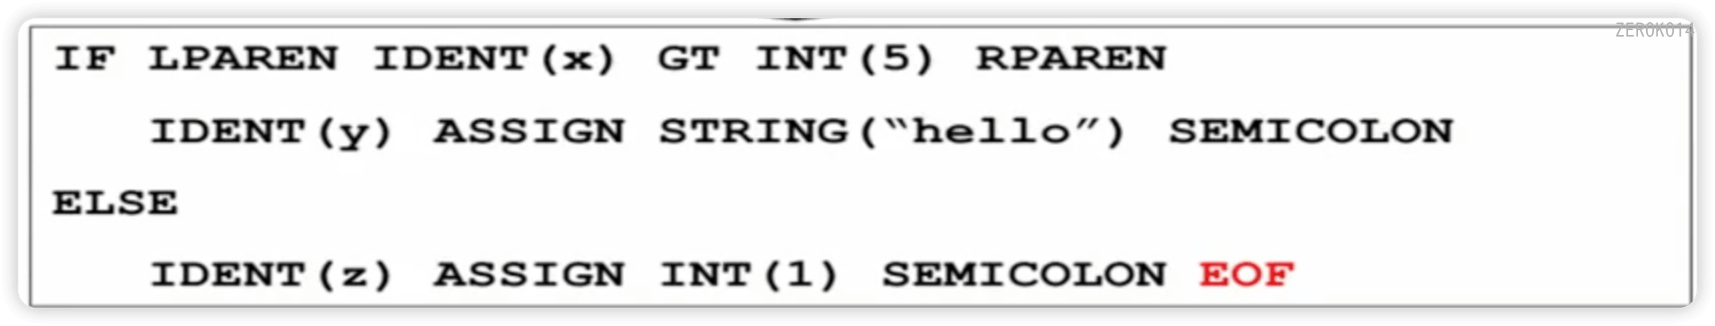 ZEROKO14
IF LPAREN IDENT(x) GT INT(5) RPAREN
IDENT(y) ASSIGN STRING(“hello”) SEMICOLON
ELSE
IDENT(z) ASSIGN INT(1) SEMICOLON EOF